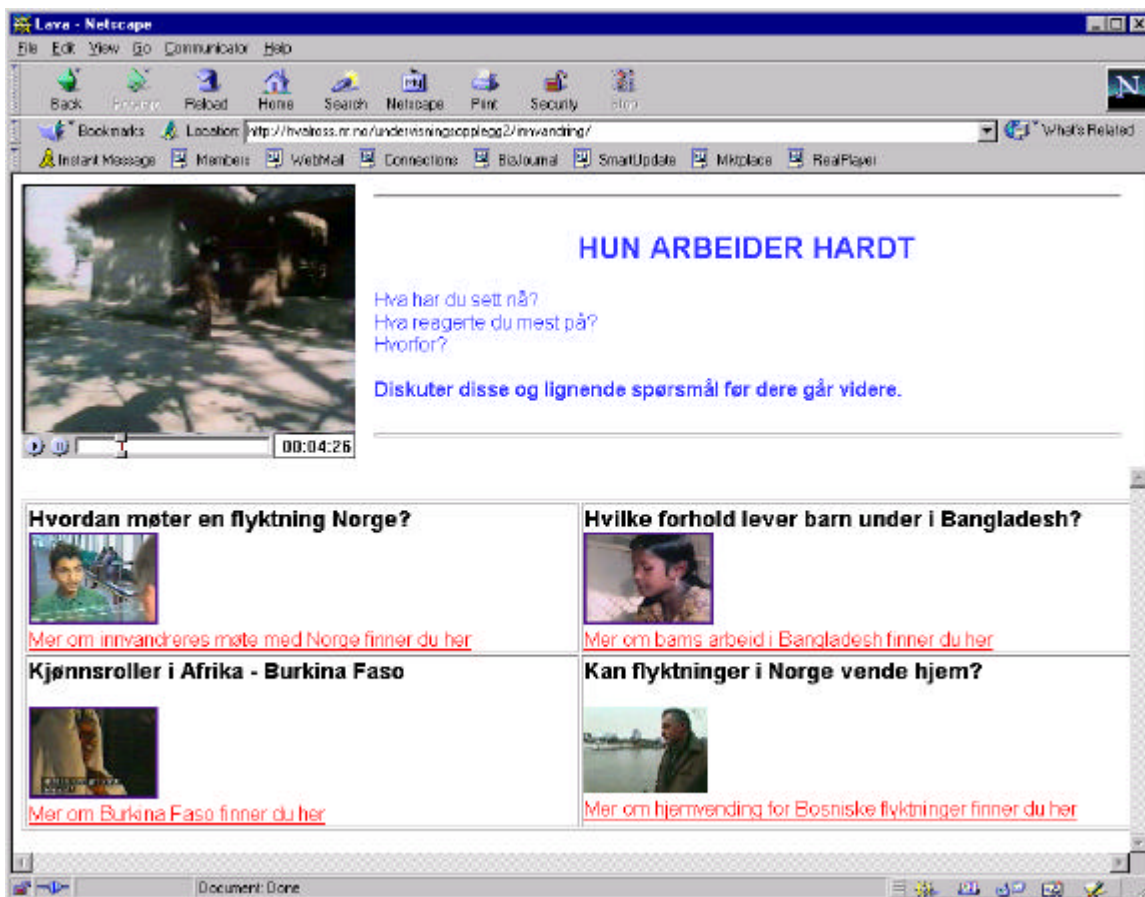 Lava - Netscape
File Edit View Go Communicator Help
Back Forward Reload Home Search Netscape Print Security Stop
N
Bookmarks Location: http://hvalross.nr.no/undervisningsopplegg2/innvandring/ What's Related
Instant Message Members WebMail Connections BizJournal SmartUpdate Mktplace RealPlayer
HUN ARBEIDER HARDT
Hva har du sett nå?
Hva reagerte du mest på?
Hvorfor?
Diskuter disse og lignende spørsmål før dere går videre.
00:04:26
Hvordan møter en flyktning Norge?
Mer om innvandreres møte med Norge finner du her
Hvilke forhold lever barn under i Bangladesh?
Mer om barns arbeid i Bangladesh finner du her
Kjønnsroller i Afrika - Burkina Faso
Mer om Burkina Faso finner du her
Kan flyktninger i Norge vende hjem?
Mer om hjemvending for Bosniske flyktninger finner du her
Document: Done